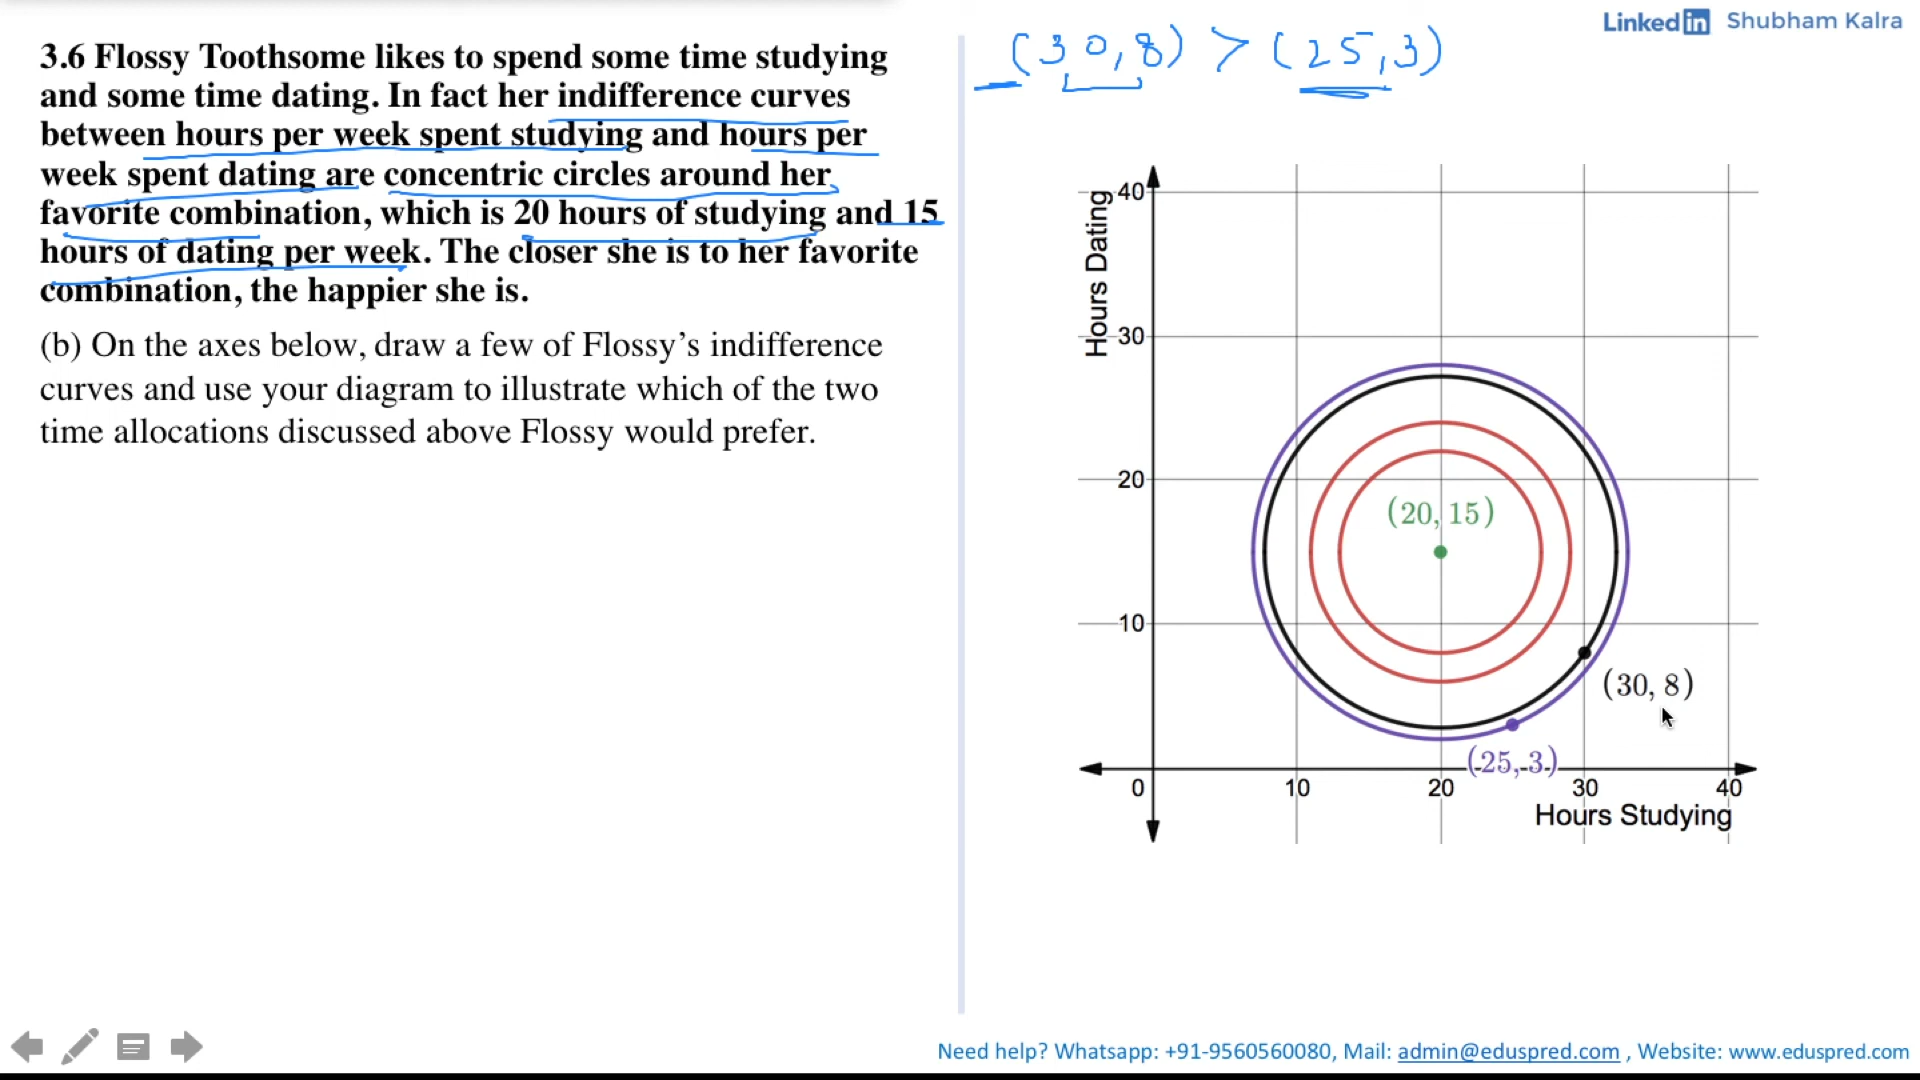 3.6 Flossy Toothsome likes to spend some time studying
and some time dating. In fact her indifference curves
between hours per week spent studying and hours per
week spent dating are concentric circles around her
favorite combination, which is 20 hours of studying and 15
hours of dating per week. The closer she is to her favorite
combination, the happier she is.
(b) On the axes below, draw a few of Flossy’s indifference
curves and use your diagram to illustrate which of the two
time allocations discussed above Flossy would prefer.
(30,8) > (25,3)
Linked in Shubham Kalra
Hours Dating
40
30
20
10
(20, 15)
(30, 8)
(25, 3)
0 10 20 30 40
Hours Studying
Need help? Whatsapp: +91-9560560080, Mail: admin@eduspred.com , Website: www.eduspred.com